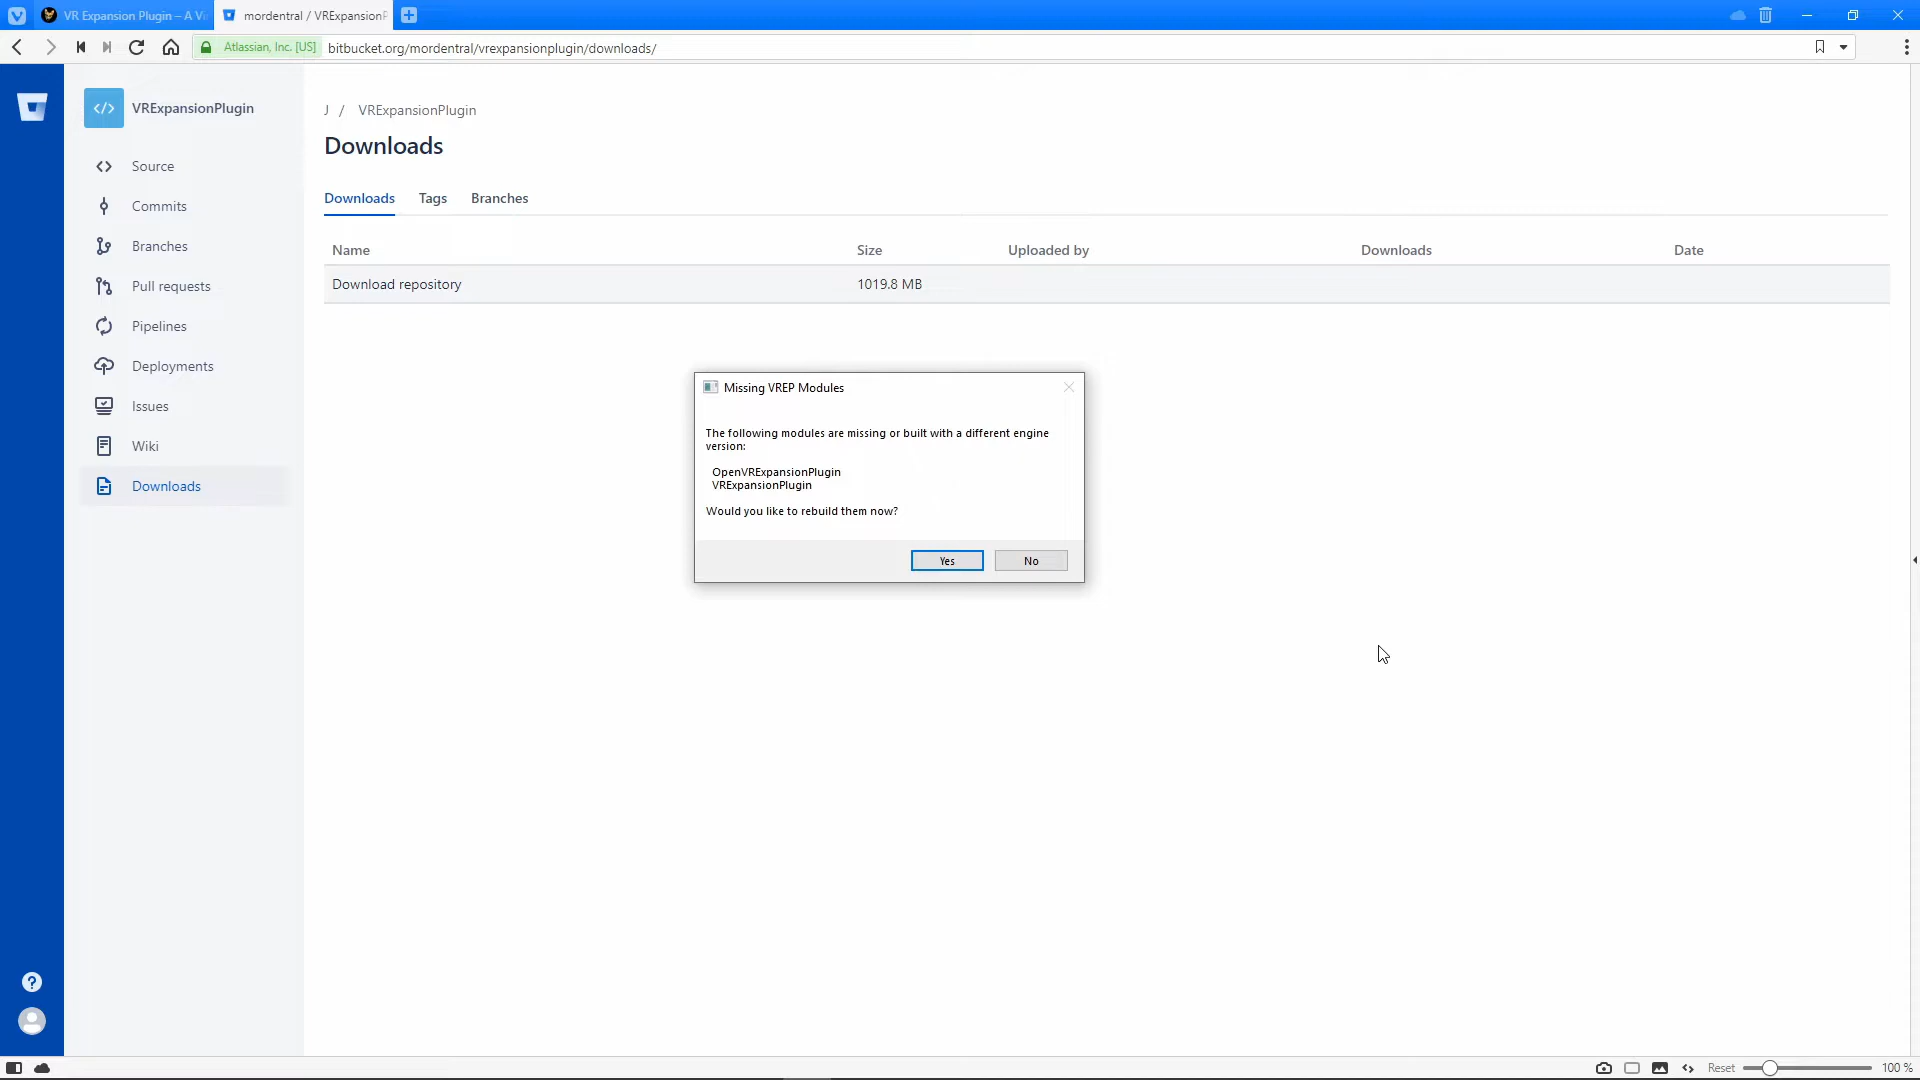 VR Expansion Plugin – A Vi
mordentral / VRExpansionP
Atlassian, Inc. [US]
bitbucket.org/mordentral/vrexpansionplugin/downloads/
VRExpansionPlugin
Source
Commits
Branches
Pull requests
Pipelines
Deployments
Issues
Wiki
Downloads
J / VRExpansionPlugin
Downloads
Downloads Tags Branches
Name Size Uploaded by Downloads Date
Download repository 1019.8 MB
Missing VREP Modules
The following modules are missing or built with a different engine
version:
OpenVRExpansionPlugin
VRExpansionPlugin
Would you like to rebuild them now?
Yes No
Reset 100 %